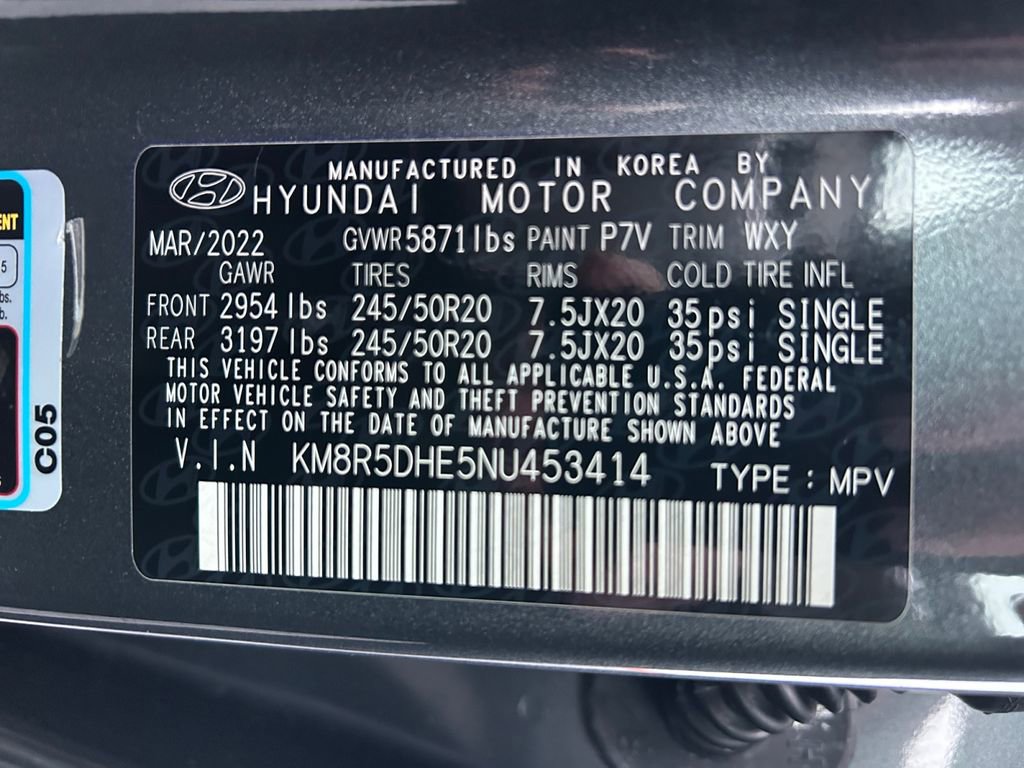 MANUFACTURED IN KOREA BY
HYUNDAI MOTOR COMPANY
MAR/2022 GVWR 5871lbs PAINT P7V TRIM WXY
GAWR TIRES RIMS COLD TIRE INFL
FRONT 2954 lbs 245/50R20 7.5JX20 35psi SINGLE
REAR 3197 lbs 245/50R20 7.5JX20 35psi SINGLE
THIS VEHICLE CONFORMS TO ALL APPLICABLE U.S.A. FEDERAL
MOTOR VEHICLE SAFETY AND THEFT PREVENTION STANDARDS
IN EFFECT ON THE DATE OF MANUFACTURE SHOWN ABOVE
V.I.N KM8R5DHE5NU453414 TYPE : MPV
5
C05